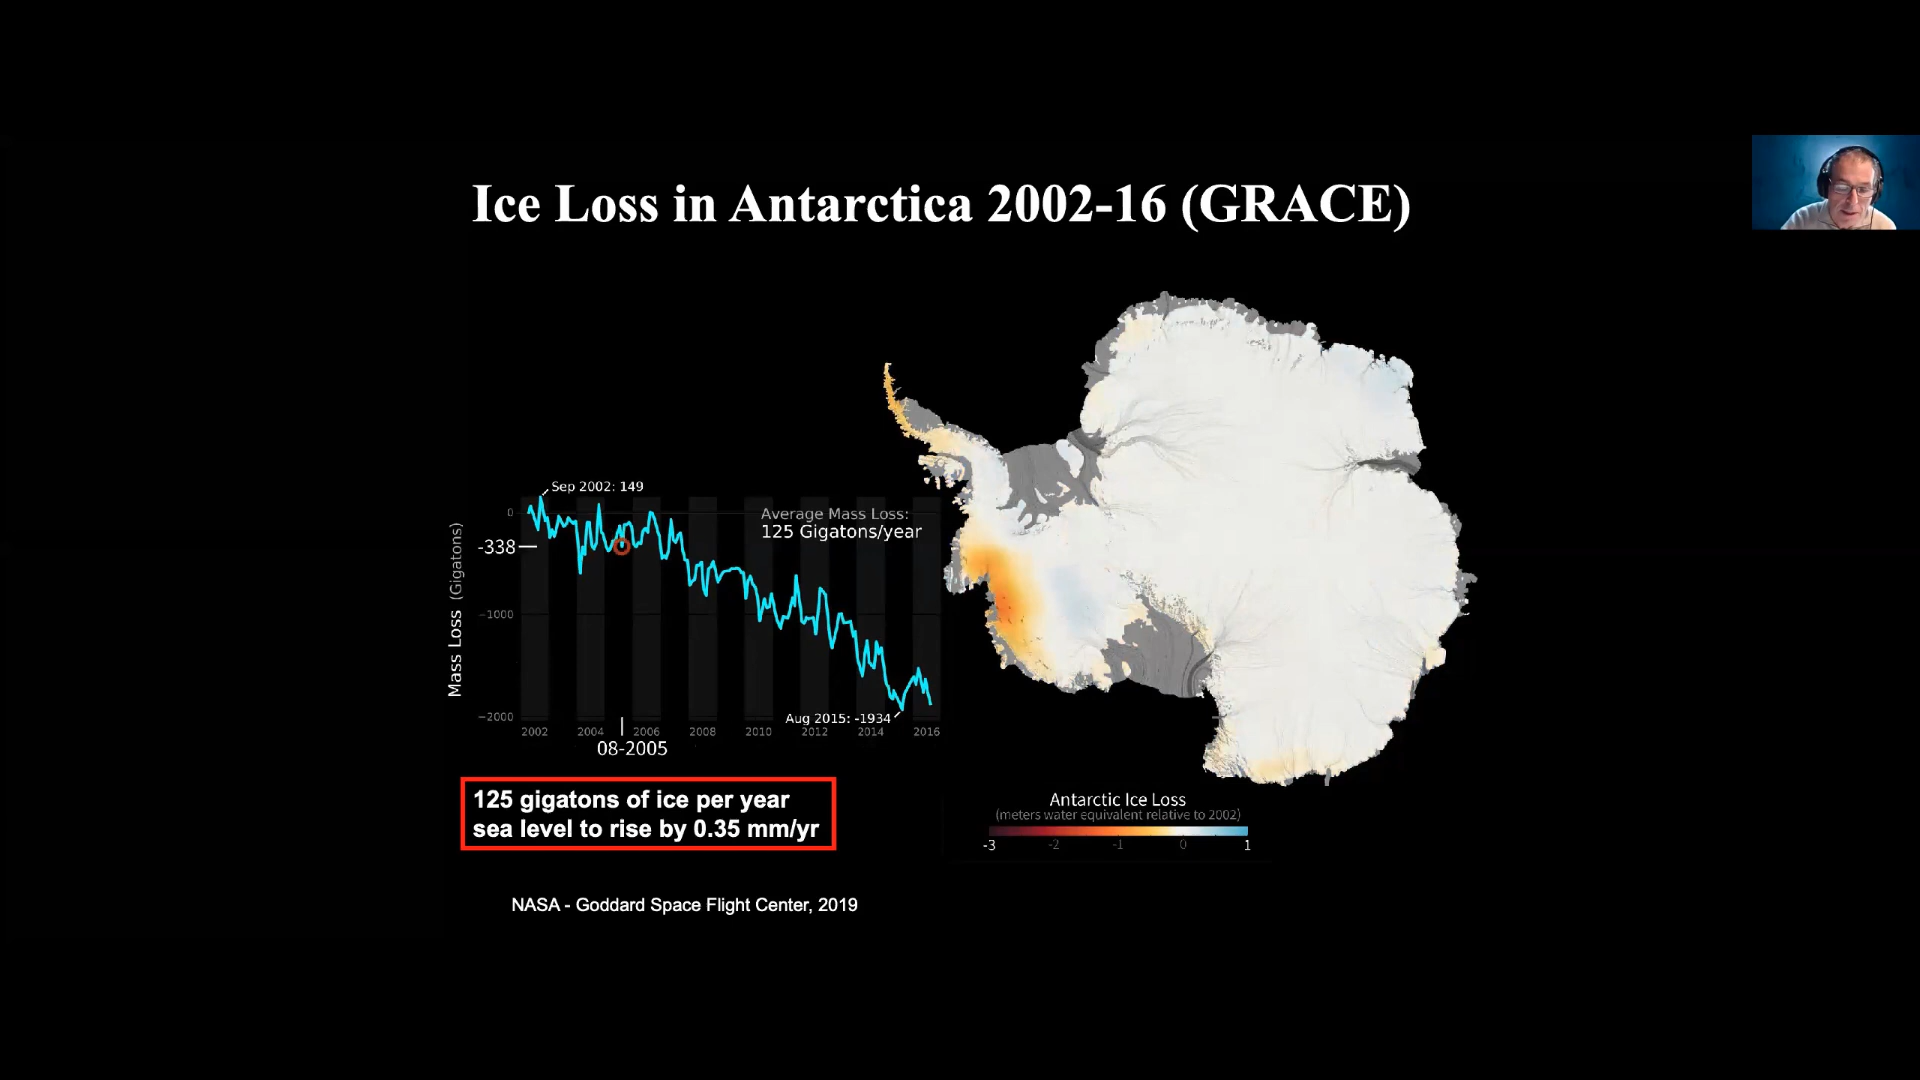 Ice Loss in Antarctica 2002-16 (GRACE)
Sep 2002: 149
Average Mass Loss:
125 Gigatons/year
0
-338
−1000
−2000
Mass Loss (Gigatons)
Aug 2015: -1934
2002 2004 2006 2008 2010 2012 2014 2016
08-2005
125 gigatons of ice per year
sea level to rise by 0.35 mm/yr
Antarctic Ice Loss
(meters water equivalent relative to 2002)
-3 -2 -1 0 1
NASA - Goddard Space Flight Center, 2019